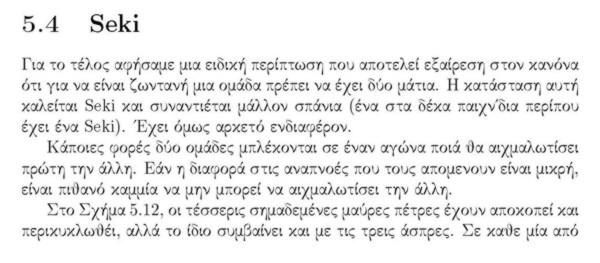 5.4 Seki
Για το τέλος αφήσαμε μια ειδική περίπτωση που αποτελεί εξαίρεση στον κανόνα
ότι για να είναι ζωντανή μια ομάδα πρέπει να έχει δύο μάτια. Η κατάσταση αυτή
καλείται Seki και συναντιέται μάλλον σπάνια (ένα στα δέκα παιχν΄δια περίπου
έχει ένα Seki). Έχει όμως αρκετό ενδιαφέρον.
Κάποιες φορές δύο ομάδες μπλέκονται σε έναν αγώνα ποιά θα αιχμαλωτίσει
πρώτη την άλλη. Εάν η διαφορά στις αναπνοές που τους απομενουν είναι μικρή,
είναι πιθανό καμμία να μην μπορεί να αιχμαλωτίσει την άλλη.
Στο Σχήμα 5.12, οι τέσσερις σημαδεμένες μαύρες πέτρες έχουν αποκοπεί και
περικυκλωθεί, αλλά το ίδιο συμβαίνει και με τις τρεις άσπρες. Σε καθε μία από